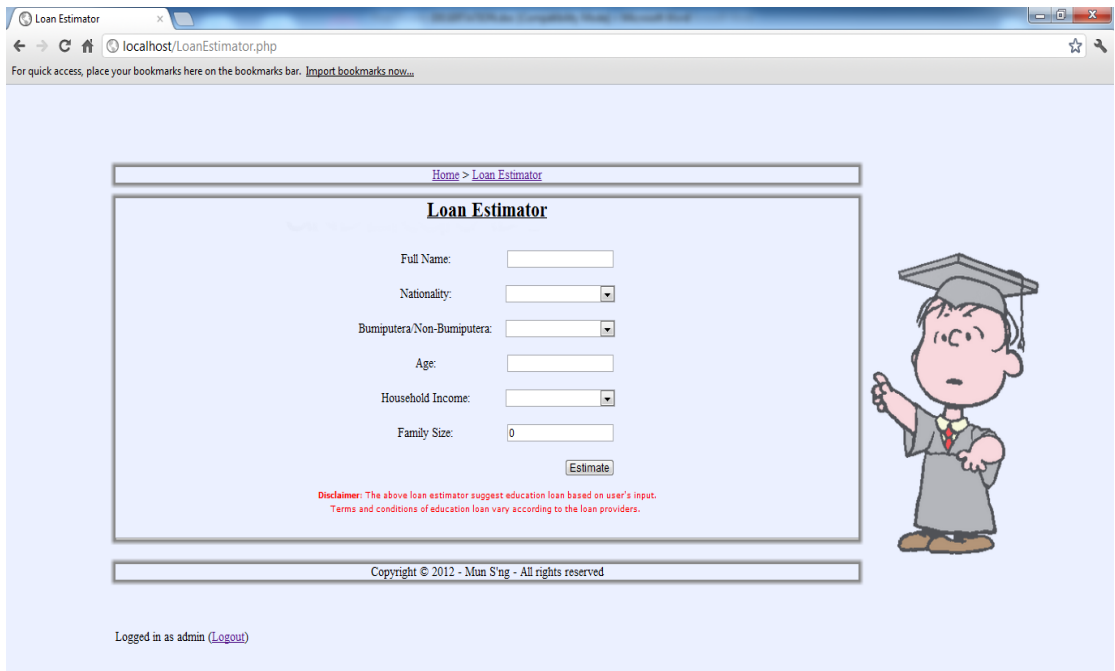 Loan Estimator
localhost/LoanEstimator.php
For quick access, place your bookmarks here on the bookmarks bar. Import bookmarks now...
Home > Loan Estimator
Loan Estimator
Full Name:
Nationality:
Bumiputera/Non-Bumiputera:
Age:
Household Income:
Family Size: 0
Estimate
Disclaimer: The above loan estimator suggest education loan based on user's input.
Terms and conditions of education loan vary according to the loan providers.
Copyright © 2012 - Mun S'ng - All rights reserved
Logged in as admin (Logout)